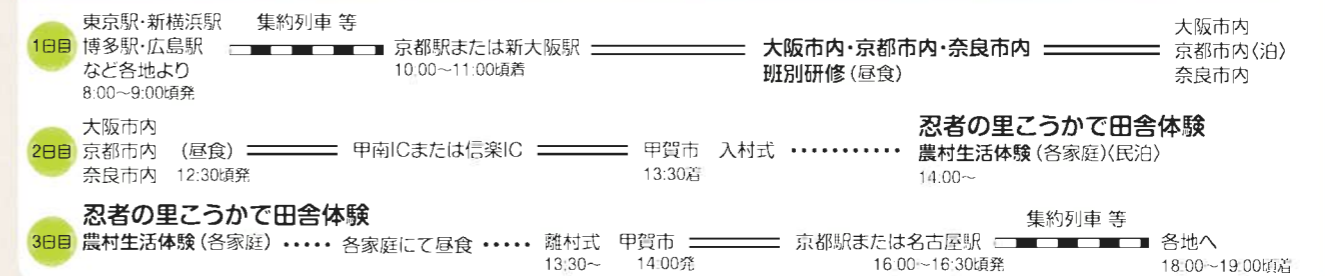 1日目
東京駅・新横浜駅 集約列車 等
博多駅・広島駅
など各地より
8:00～9:00頃発
京都駅または新大阪駅
10:00～11:00頃着
大阪市内・京都市内・奈良市内
班別研修(昼食)
大阪市内
京都市内〈泊〉
奈良市内
2日目
大阪市内
京都市内 (昼食)
奈良市内 12:30頃発
甲南ICまたは信楽IC
甲賀市 入村式
13:30着
忍者の里こうかで田舎体験
農村生活体験(各家庭)〈民泊〉
14:00～
3日目
忍者の里こうかで田舎体験
農村生活体験(各家庭)
各家庭にて昼食
離村式 甲賀市
13:30～ 14:00発
京都駅または名古屋駅
16:00～16:30頃発
集約列車 等
各地へ
18:00～19:00頃着